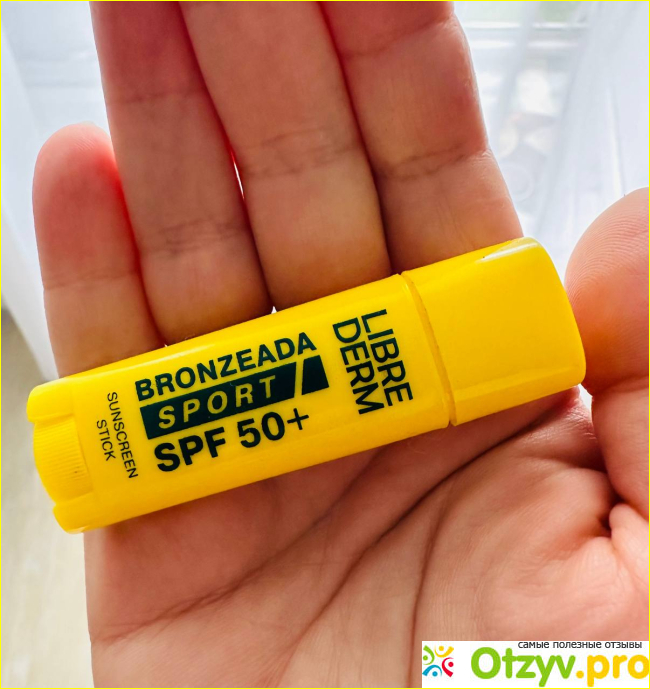 BRONZEADA
SPORT
SPF 50+
SUNSCREEN
STICK
LIBRE
DERM
самые полезные отзывы
Otzyv.pro